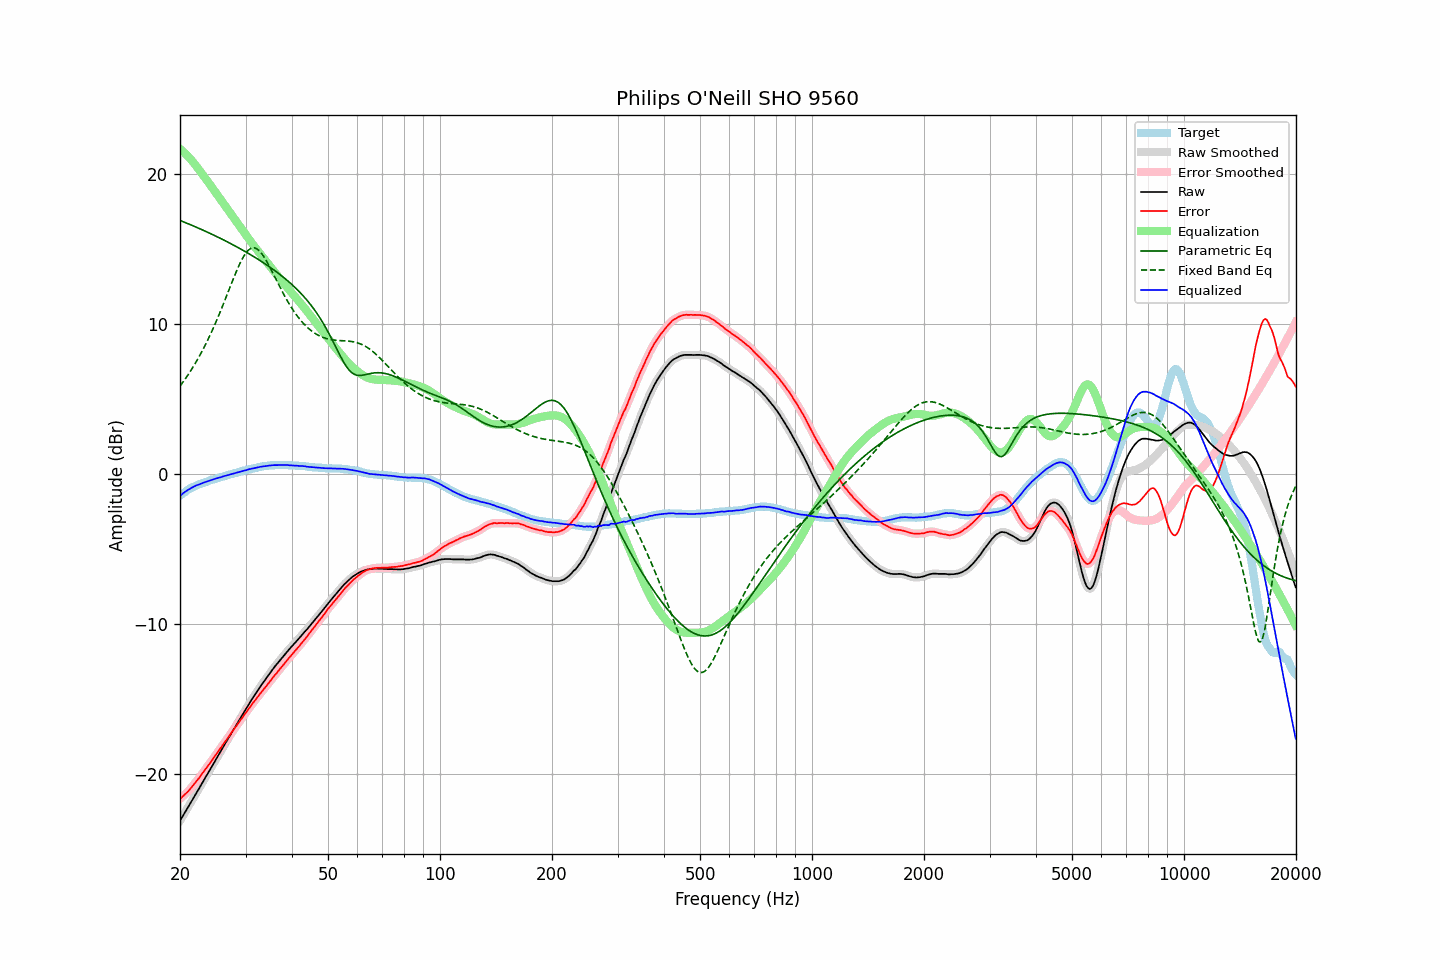 Philips O'Neill SHO 9560
Target
Raw Smoothed
Error Smoothed
Raw
Error
Equalization
Parametric Eq
Fixed Band Eq
Equalized
Amplitude (dBr)
20
10
0
−10
−20
20 50 100 200 500 1000 2000 5000 10000 20000
Frequency (Hz)